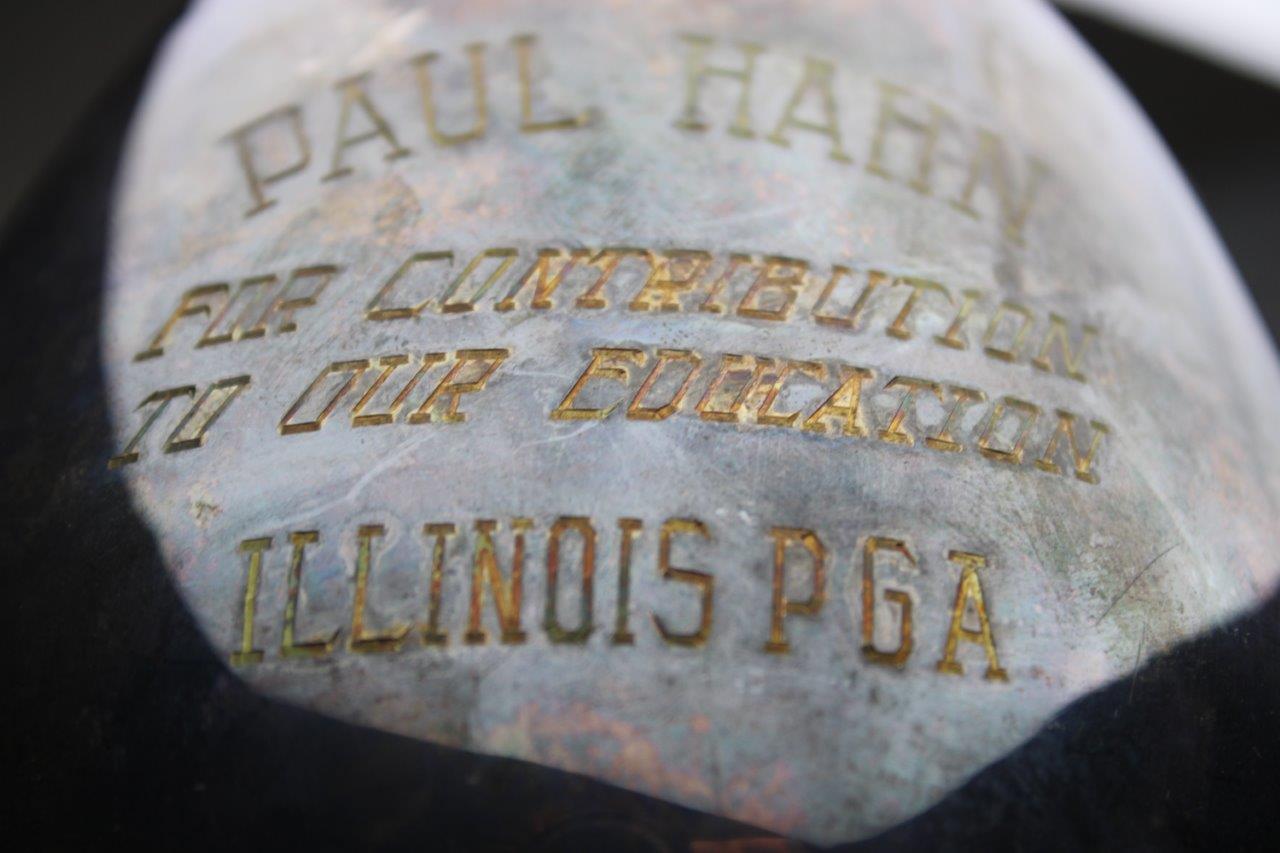 PAUL HAHN
FOR CONTRIBUTION
TO OUR EDUCATION
ILLINOIS PGA